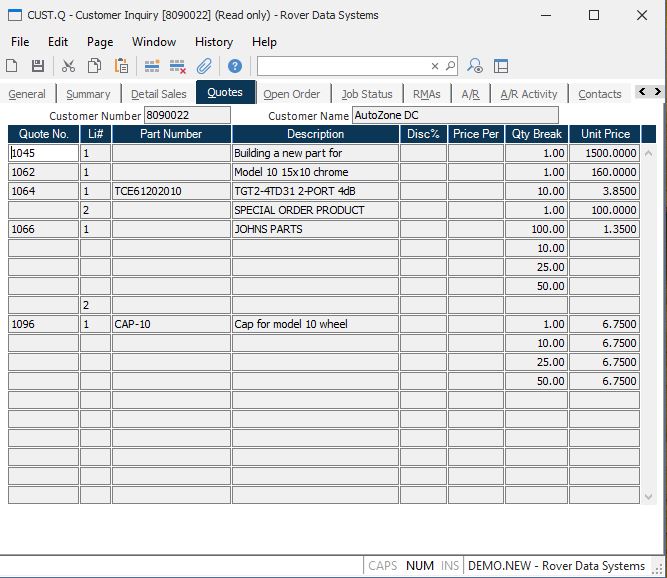 CUST.Q - Customer Inquiry [8090022] (Read only) - Rover Data Systems
File Edit Page Window History Help
General Summary Detail Sales Quotes Open Order Job Status RMAs A/R A/R Activity Contacts
Customer Number 8090022 Customer Name AutoZone DC
Quote No. Li# Part Number Description Disc% Price Per Qty Break Unit Price
1045 1 Building a new part for 1.00 1500.0000
1062 1 Model 10 15x10 chrome 1.00 160.0000
1064 1 TCE61202010 TGT2-4TD31 2-PORT 4dB 10.00 3.8500
2 SPECIAL ORDER PRODUCT 1.00 100.0000
1066 1 JOHNS PARTS 100.00 1.3500
10.00
25.00
50.00
2
1096 1 CAP-10 Cap for model 10 wheel 1.00 6.7500
10.00 6.7500
25.00 6.7500
50.00 6.7500
CAPS NUM INS DEMO.NEW - Rover Data Systems